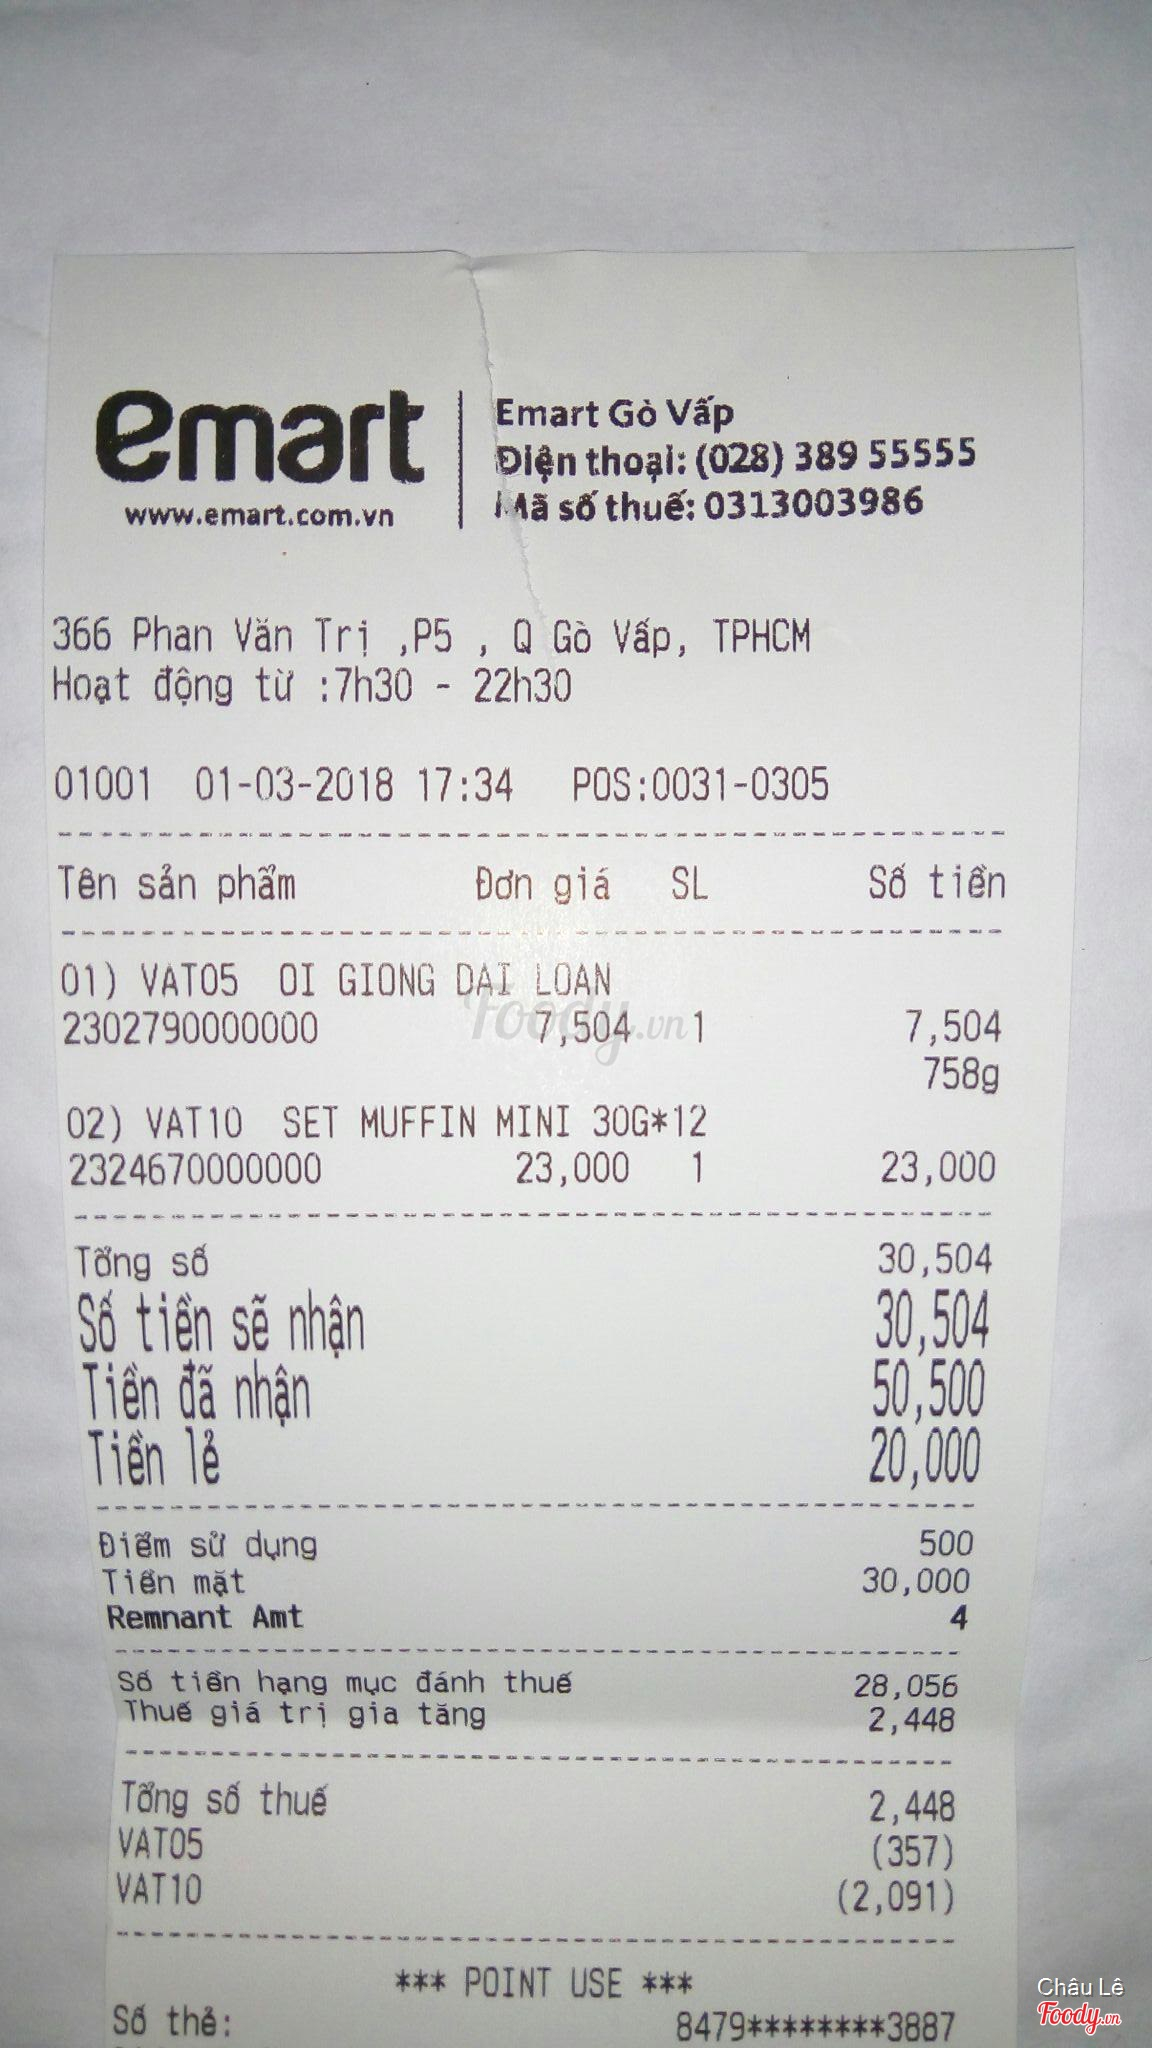 emart
www.emart.com.vn
Emart Gò Vấp
Điện thoại: (028) 389 55555
Mã số thuế: 0313003986
366 Phan Văn Trị ,P5 , Q Gò Vấp, TPHCM
Hoạt động từ :7h30 - 22h30
01001 01-03-2018 17:34 POS:0031-0305
Tên sản phẩm Đơn giá SL Số tiền
01) VAT05 OI GIONG DAI LOAN
2302790000000 7,504 1 7,504
758g
02) VAT10 SET MUFFIN MINI 30G*12
2324670000000 23,000 1 23,000
Tổng số 30,504
Số tiền sẽ nhận 30,504
Tiền đã nhận 50,500
Tiền lẻ 20,000
Điểm sử dụng 500
Tiền mặt 30,000
Remnant Amt 4
Số tiền hạng mục đánh thuế 28,056
Thuế giá trị gia tăng 2,448
Tổng số thuế 2,448
VAT05 (357)
VAT10 (2,091)
*** POINT USE ***
Số thẻ: 8479********3887
Foody.vn
Châu Lê
Foody.vn